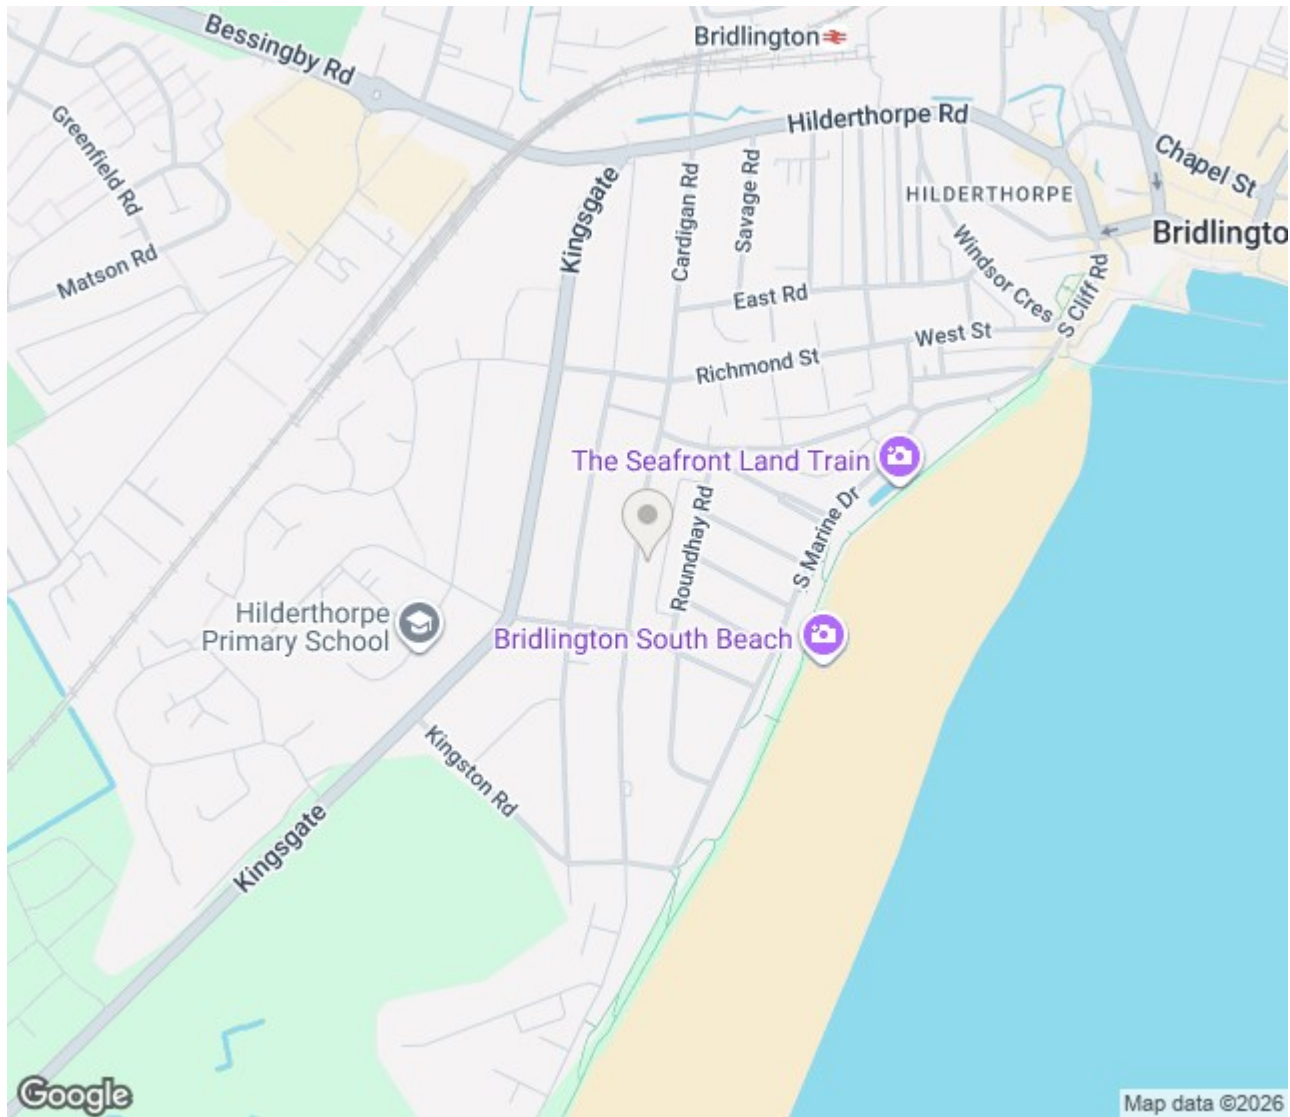 Bessingby Rd
Bridlington
Greenfield Rd
Hilderthorpe Rd
Chapel St
Matson Rd
Kingsgate
Cardigan Rd
Savage Rd
HILDERTHORPE
Windsor Cres
Bridlingto
S Cliff Rd
East Rd
West St
Richmond St
The Seafront Land Train
Roundhay Rd
S Marine Dr
Hilderthorpe
Primary School
Bridlington South Beach
Kingston Rd
Kingsgate
Google
Map data ©2026